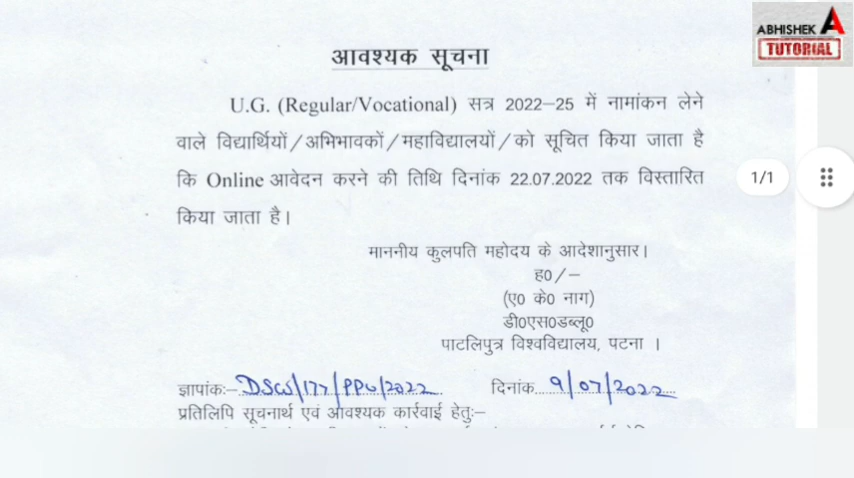 ABHISHEK A
TUTORIAL
आवश्यक सूचना
U.G. (Regular/Vocational) सत्र 2022–25 में नामांकन लेने
वाले विद्यार्थियों/अभिभावकों/महाविद्यालयों/को सूचित किया जाता है
कि Online आवेदन करने की तिथि दिनांक 22.07.2022 तक विस्तारित
किया जाता है।
1/1
माननीय कुलपति महोदय के आदेशानुसार।
ह0/–
(ए0 के0 नाग)
डी0एस0डब्लू0
पाटलिपुत्र विश्वविद्यालय, पटना ।
ज्ञापांकः– DSW/177/PPU/2022 दिनांक 9/07/2022
प्रतिलिपि सूचनार्थ एवं आवश्यक कार्रवाई हेतुः–